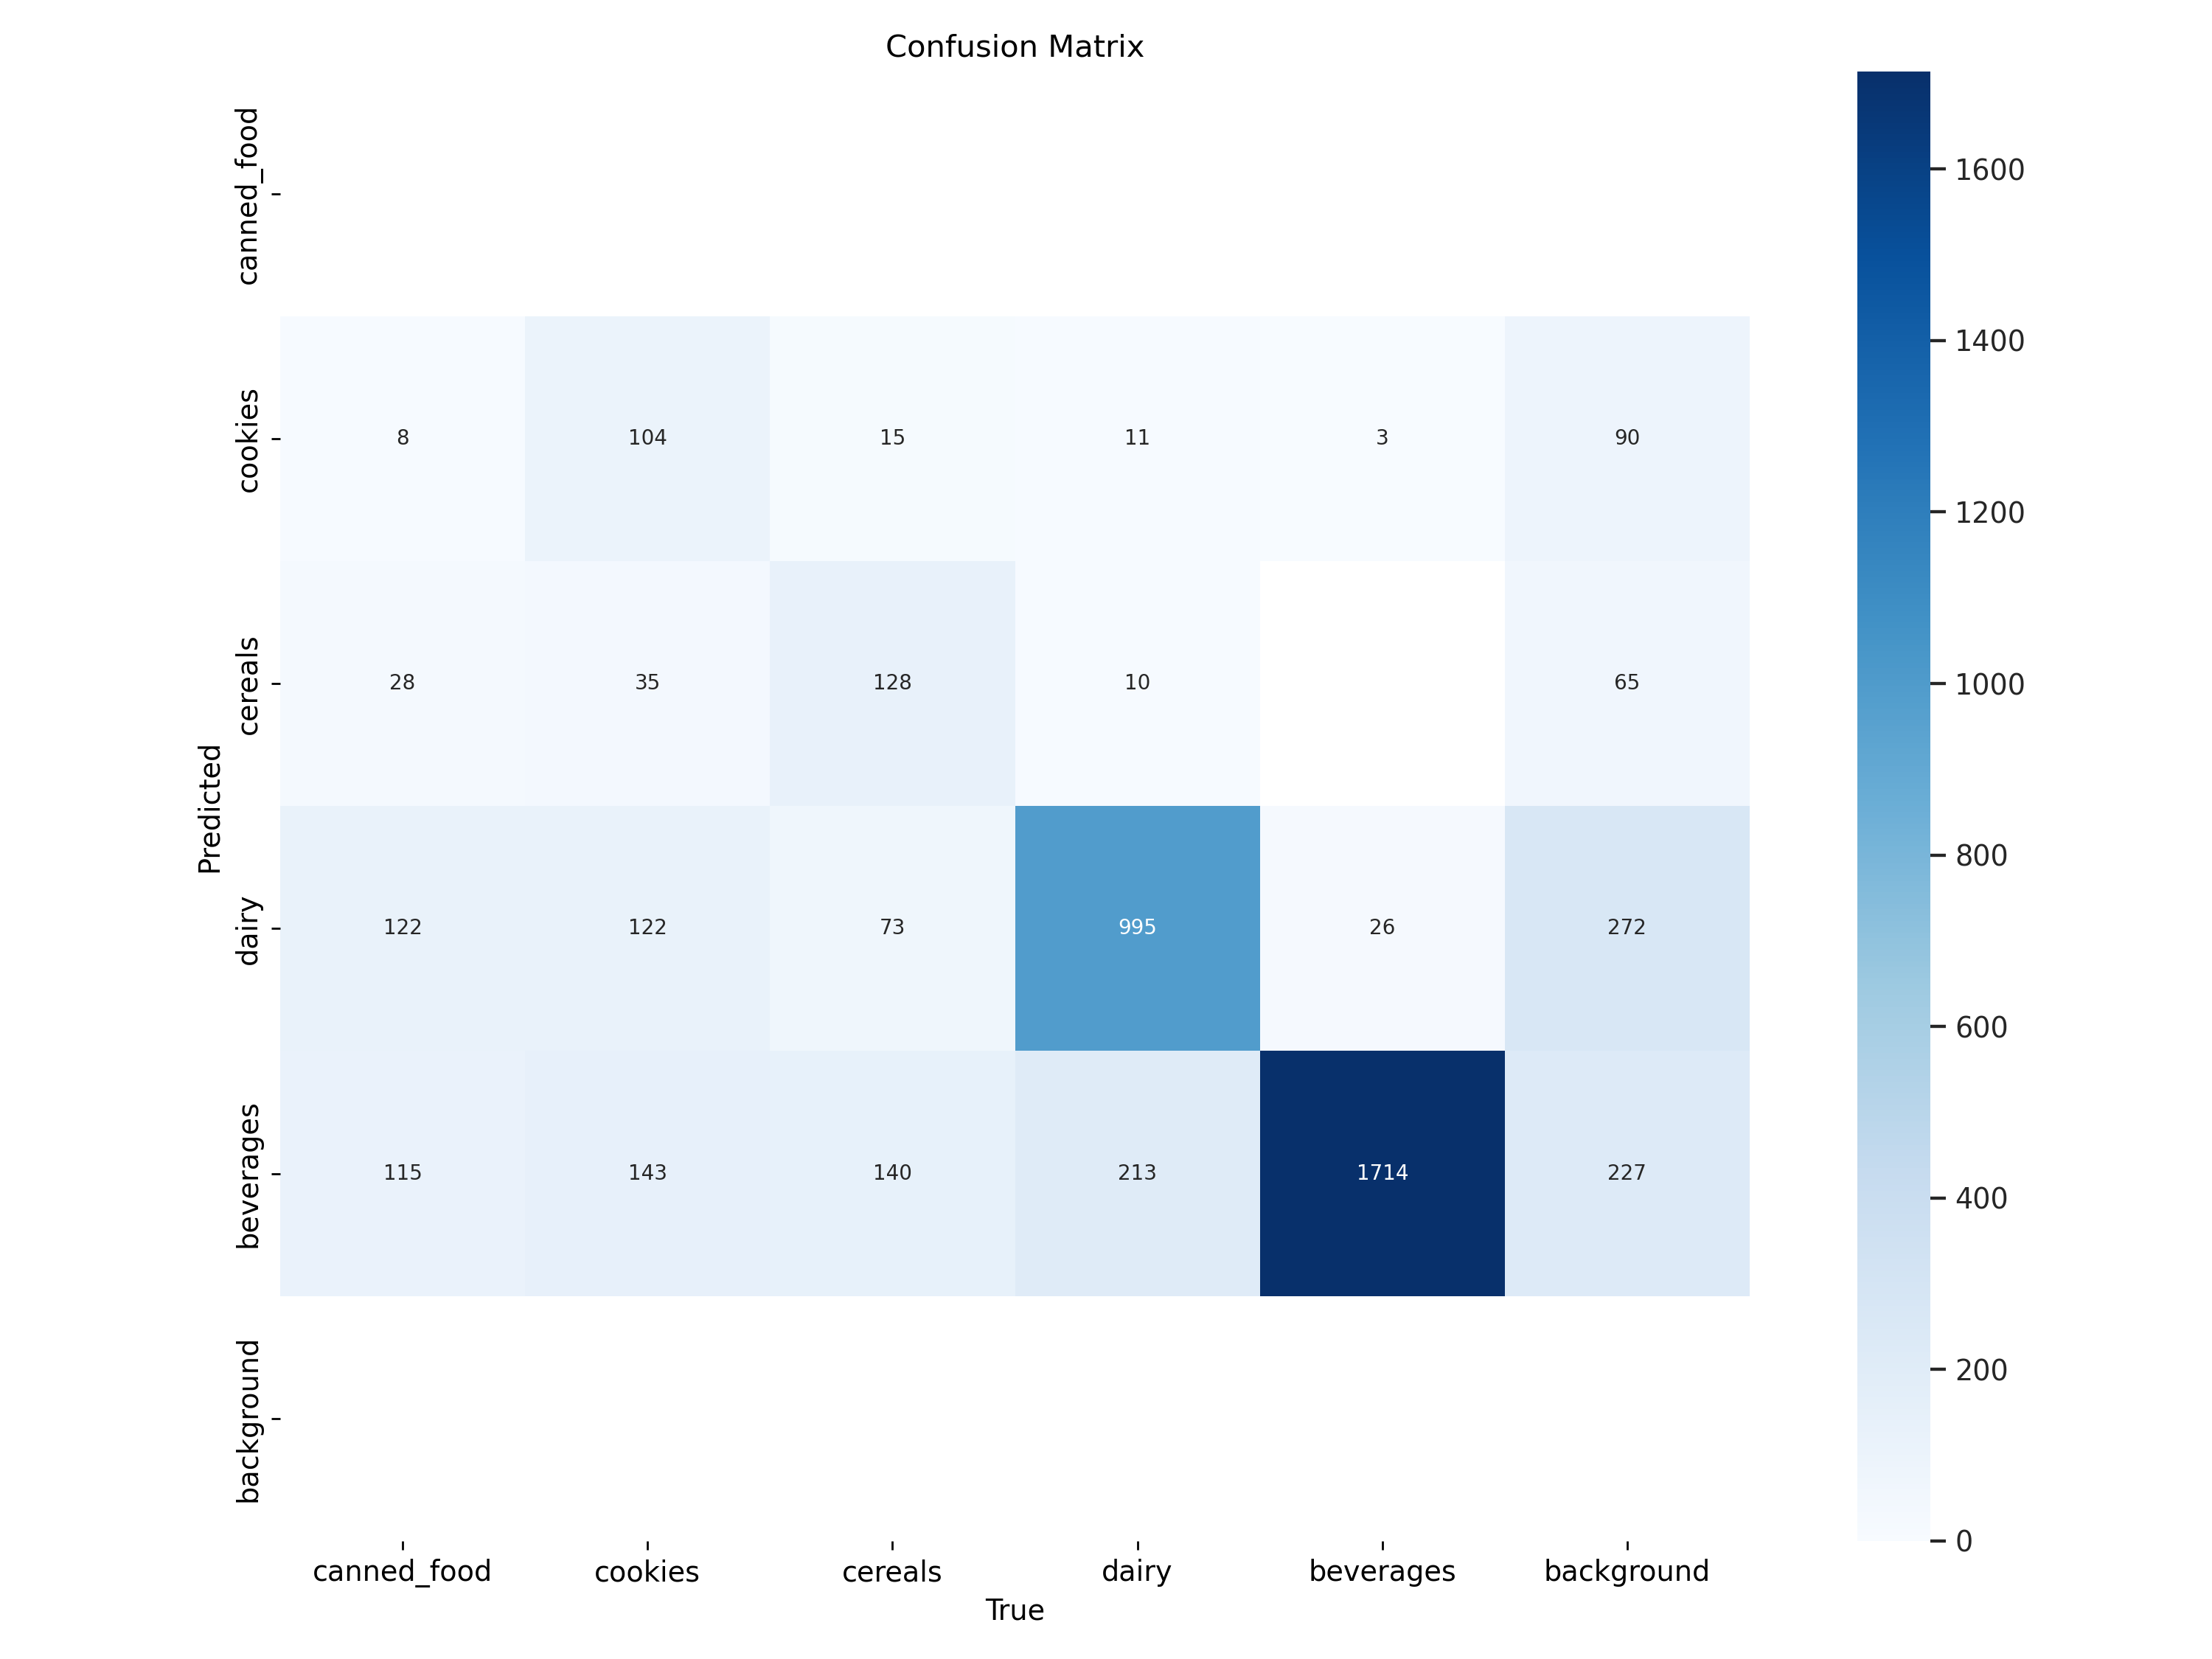 Confusion Matrix
canned_food
cookies
8 104 15 11 3 90
cereals
28 35 128 10 65
dairy
122 122 73 995 26 272
beverages
115 143 140 213 1714 227
background
Predicted
canned_food cookies cereals dairy beverages background
True
1600
1400
1200
1000
800
600
400
200
0